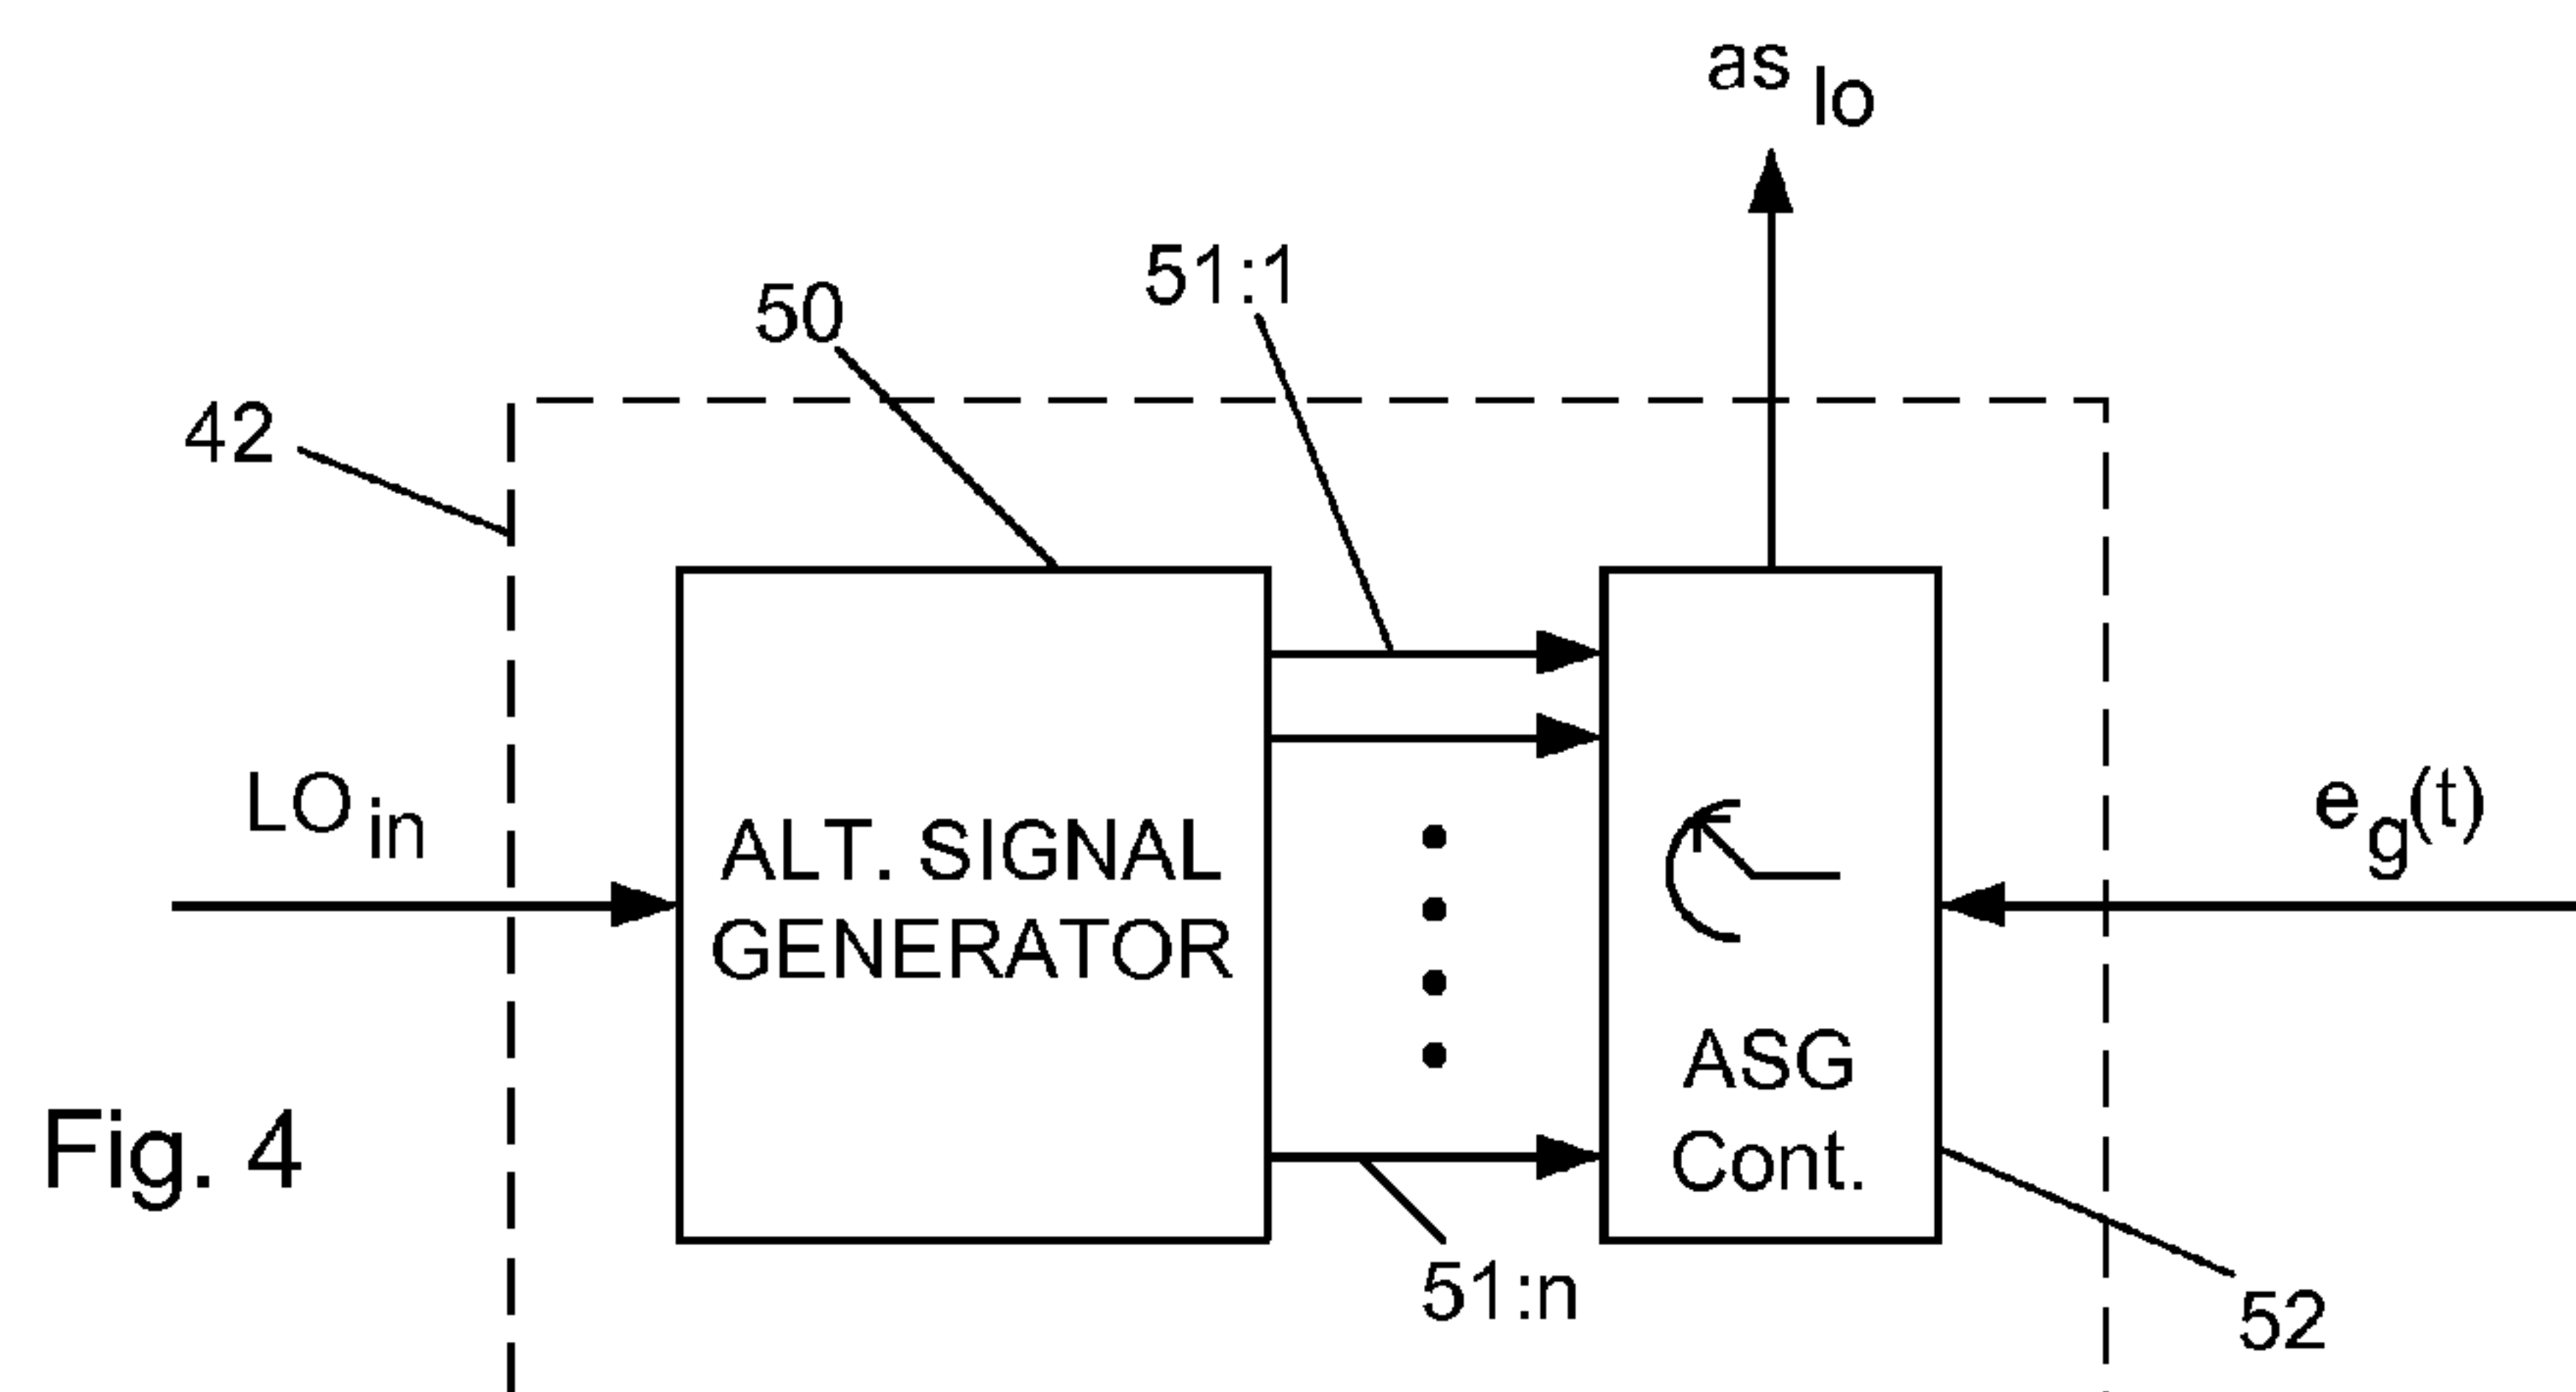 as lo
51:1
50
42
LO in
ALT. SIGNAL
GENERATOR
e g(t)
ASG
Cont.
Fig. 4
51:n
52